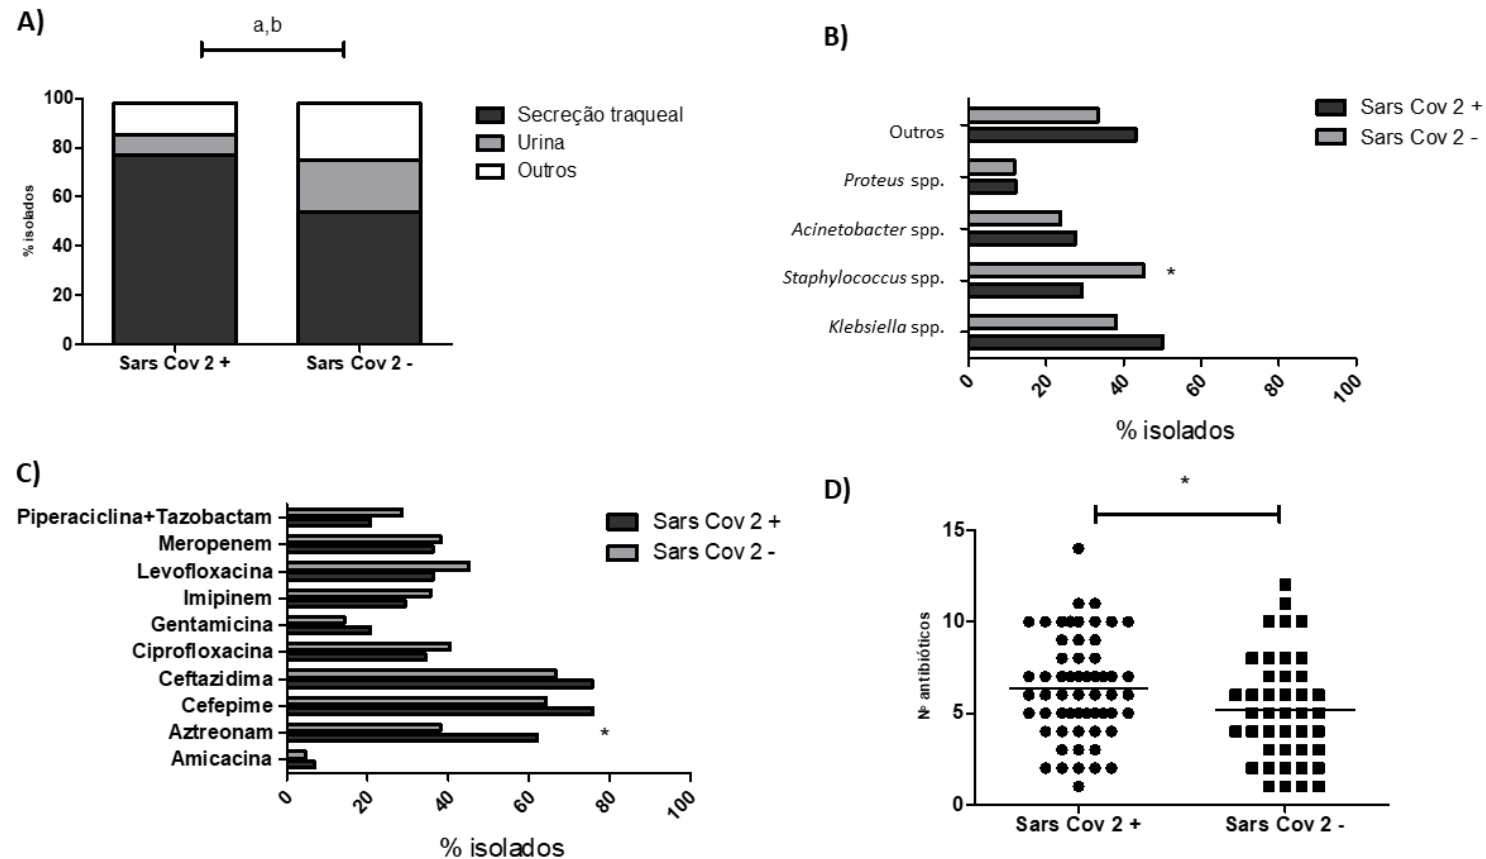 A)
a,b
100
80
60
40
20
0
% isolados
Sars Cov 2 +
Sars Cov 2 -
Secreção traqueal
Urina
Outros
B)
Sars Cov 2 +
Sars Cov 2 -
Outros
Proteus spp.
Acinetobacter spp.
Staphylococcus spp.
*
Klebsiella spp.
0
20
40
60
80
100
% isolados
C)
Sars Cov 2 +
Sars Cov 2 -
Piperaciclina+Tazobactam
Meropenem
Levofloxacina
Imipinem
Gentamicina
Ciprofloxacina
Ceftazidima
Cefepime
Aztreonam
*
Amicacina
0
20
40
60
80
100
% isolados
D)
*
15
10
5
0
Nº antibióticos
Sars Cov 2 +
Sars Cov 2 -